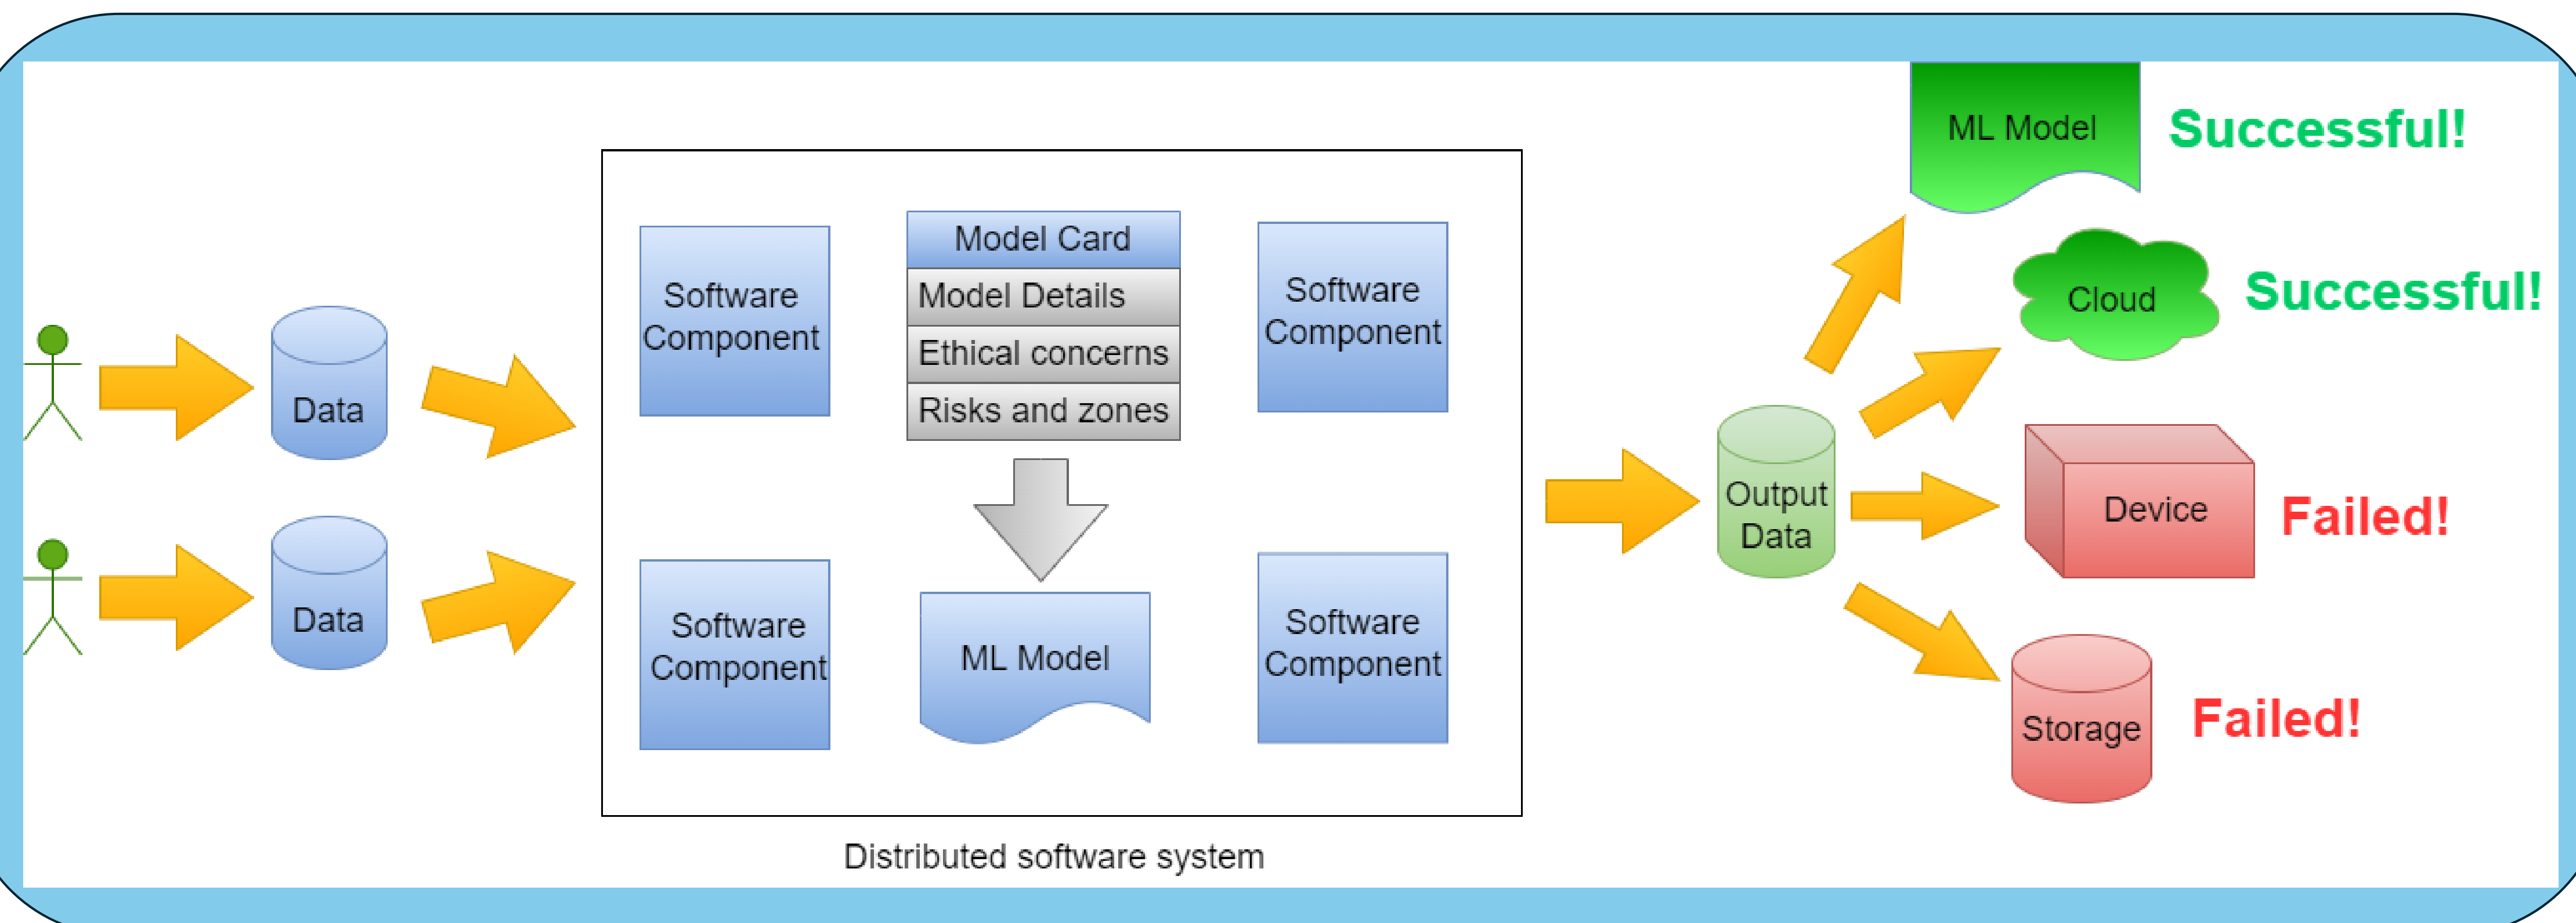 Data
Data
Software
Component
Model Card
Model Details
Ethical concerns
Risks and zones
Software
Component
Software
Component
ML Model
Software
Component
Distributed software system
Output
Data
ML Model
Successful!
Cloud
Successful!
Device
Failed!
Storage
Failed!